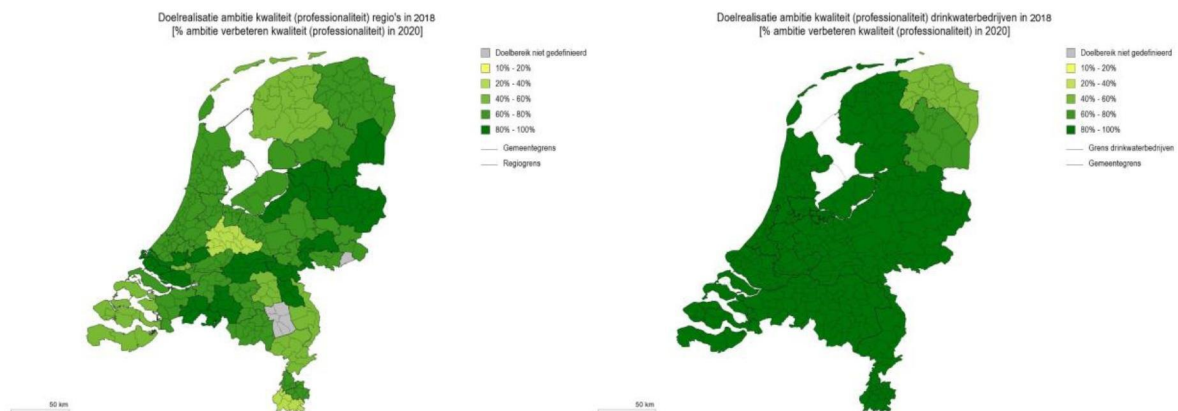 Doelrealisatie ambitie kwaliteit (professionaliteit) regio's in 2018
[% ambitie verbeteren kwaliteit (professionaliteit) in 2020]
Doelbereik niet gedefinieerd
10% - 20%
20% - 40%
40% - 60%
60% - 80%
80% - 100%
Gemeentegrens
Regiogrens
50 km
Doelrealisatie ambitie kwaliteit (professionaliteit) drinkwaterbedrijven in 2018
[% ambitie verbeteren kwaliteit (professionaliteit) in 2020]
Doelbereik niet gedefinieerd
10% - 20%
20% - 40%
40% - 60%
60% - 80%
80% - 100%
Grens drinkwaterbedrijven
Gemeentegrens
50 km